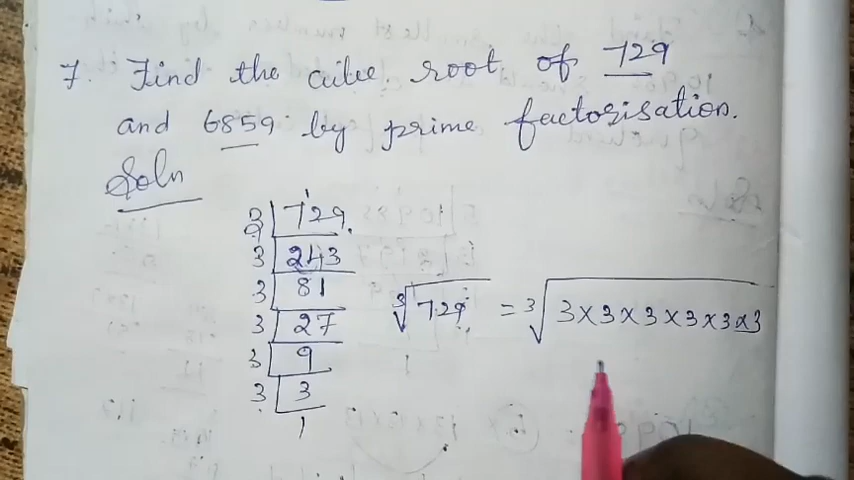 7. Find the cube root of 729
and 6859 by prime factorisation.
Soln
3 | 729
3 | 243
3 | 81
3 | 27
3 | 9
3 | 3
1
∛729 = ∛3×3×3×3×3×3